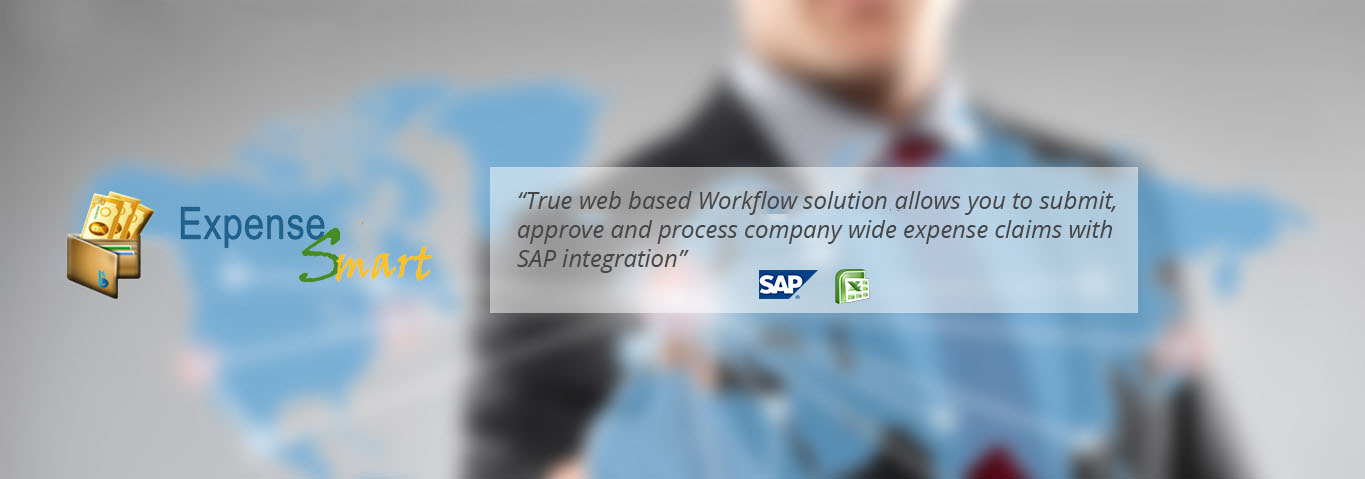 Expense
Smart
“True web based Workflow solution allows you to submit,
approve and process company wide expense claims with
SAP integration”
SAP